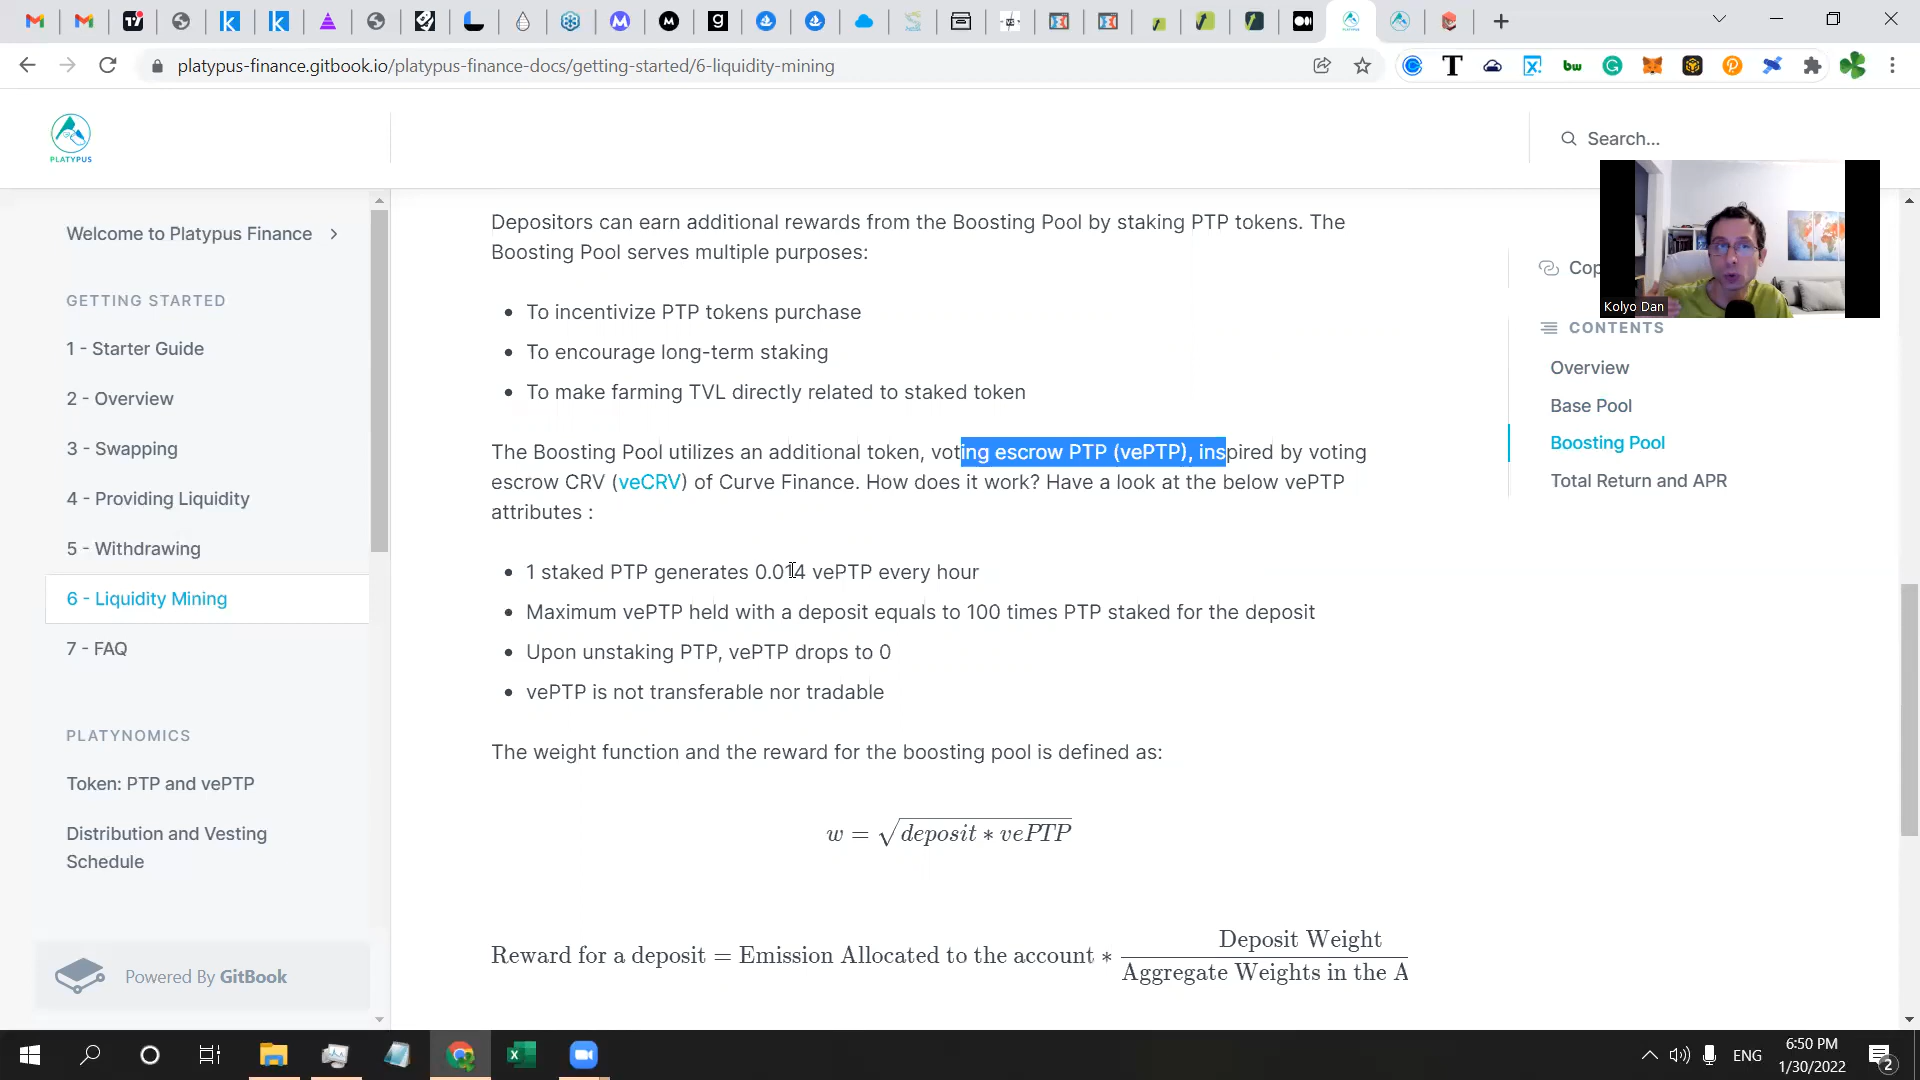 platypus-finance.gitbook.io/platypus-finance-docs/getting-started/6-liquidity-mining
PLATYPUS
Search...
Welcome to Platypus Finance
GETTING STARTED
1 - Starter Guide
2 - Overview
3 - Swapping
4 - Providing Liquidity
5 - Withdrawing
6 - Liquidity Mining
7 - FAQ
PLATYNOMICS
Token: PTP and vePTP
Distribution and Vesting
Schedule
Powered By GitBook
Depositors can earn additional rewards from the Boosting Pool by staking PTP tokens. The
Boosting Pool serves multiple purposes:
• To incentivize PTP tokens purchase
• To encourage long-term staking
• To make farming TVL directly related to staked token
The Boosting Pool utilizes an additional token, voting escrow PTP (vePTP), inspired by voting
escrow CRV (veCRV) of Curve Finance. How does it work? Have a look at the below vePTP
attributes :
• 1 staked PTP generates 0.014 vePTP every hour
• Maximum vePTP held with a deposit equals to 100 times PTP staked for the deposit
• Upon unstaking PTP, vePTP drops to 0
• vePTP is not transferable nor tradable
The weight function and the reward for the boosting pool is defined as:
w = √deposit * vePTP
Reward for a deposit = Emission Allocated to the account * Deposit Weight
Aggregate Weights in the A
Cop
Kolyo Dan
CONTENTS
Overview
Base Pool
Boosting Pool
Total Return and APR
ENG
6:50 PM
1/30/2022
2